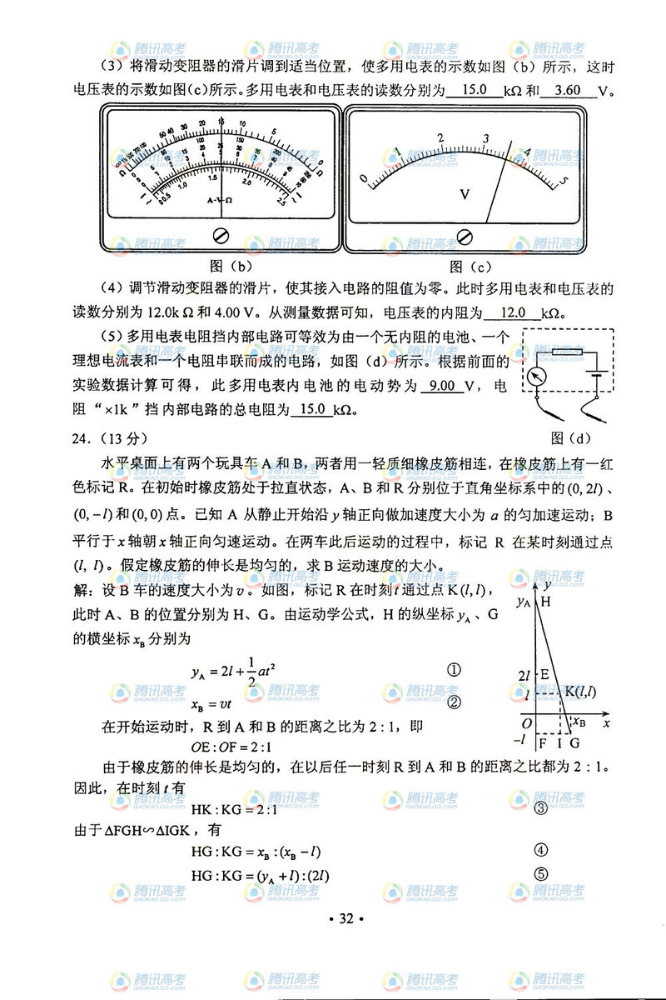 (3) 将滑动变阻器的滑片调到适当位置，使多用电表的示数如图 (b) 所示，这时
电压表的示数如图(c)所示。多用电表和电压表的读数分别为 15.0 kΩ 和 3.60 V。
图 (b)
图 (c)
A-V-Ω
V
0 1 2 3 4 5
(4) 调节滑动变阻器的滑片，使其接入电路的阻值为零。此时多用电表和电压表的
读数分别为 12.0k Ω 和 4.00 V。从测量数据可知，电压表的内阻为 12.0 kΩ。
(5) 多用电表电阻挡内部电路可等效为由一个无内阻的电池、一个
理想电流表和一个电阻串联而成的电路，如图 (d) 所示。根据前面的
实验数据计算可得，此多用电表内电池的电动势为 9.00 V，电
阻“×1k”挡内部电路的总电阻为 15.0 kΩ。
图 (d)
24．(13 分)
水平桌面上有两个玩具车 A 和 B，两者用一轻质细橡皮筋相连，在橡皮筋上有一红
色标记 R。在初始时橡皮筋处于拉直状态，A、B 和 R 分别位于直角坐标系中的 (0, 2l) 、
(0, −l) 和 (0, 0) 点。已知 A 从静止开始沿 y 轴正向做加速度大小为 a 的匀加速运动；B
平行于 x 轴朝 x 轴正向匀速运动。在两车此后运动的过程中，标记 R 在某时刻通过点
(l, l) 。假定橡皮筋的伸长是均匀的，求 B 运动速度的大小。
解：设 B 车的速度大小为 v 。如图，标记 R 在时刻 t 通过点 K (l, l) ，
此时 A、B 的位置分别为 H、G。由运动学公式，H 的纵坐标 yA 、G
的横坐标 xB 分别为
yA = 2l + 1/2 at² ①
xB = vt ②
y
yA H
2l E
l K(l,l)
O xB x
-l F I G
在开始运动时，R 到 A 和 B 的距离之比为 2 : 1，即
OE : OF = 2 : 1
由于橡皮筋的伸长是均匀的，在以后任一时刻 R 到 A 和 B 的距离之比都为 2 : 1。
因此，在时刻 t 有
HK : KG = 2 : 1 ③
由于 ΔFGH∽ΔIGK ，有
HG : KG = xB : (xB − l) ④
HG : KG = (yA + l) : (2l) ⑤
• 32 •
腾讯高考
GAOKAO.QQ.COM